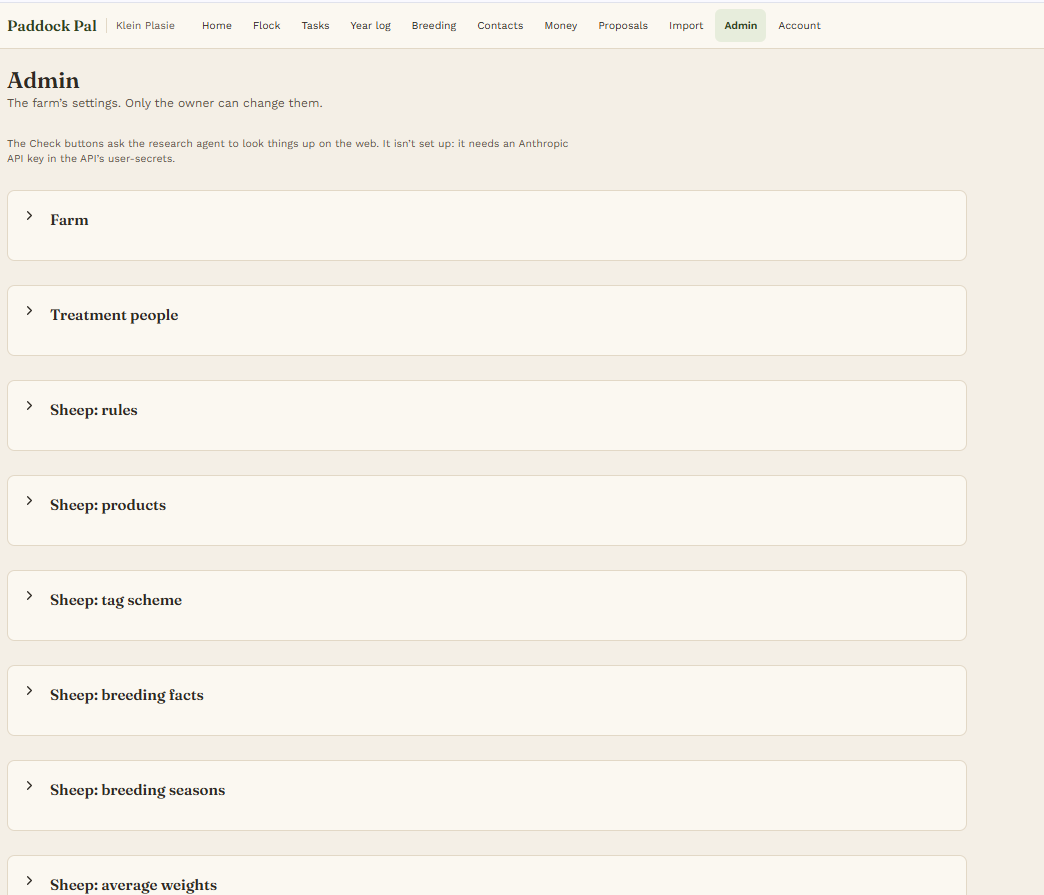 Paddock Pal Klein Plasie Home Flock Tasks Year log Breeding Contacts Money Proposals Import Admin Account
Admin
The farm’s settings. Only the owner can change them.
The Check buttons ask the research agent to look things up on the web. It isn’t set up: it needs an Anthropic
API key in the API’s user-secrets.
Farm
Treatment people
Sheep: rules
Sheep: products
Sheep: tag scheme
Sheep: breeding facts
Sheep: breeding seasons
Sheep: average weights